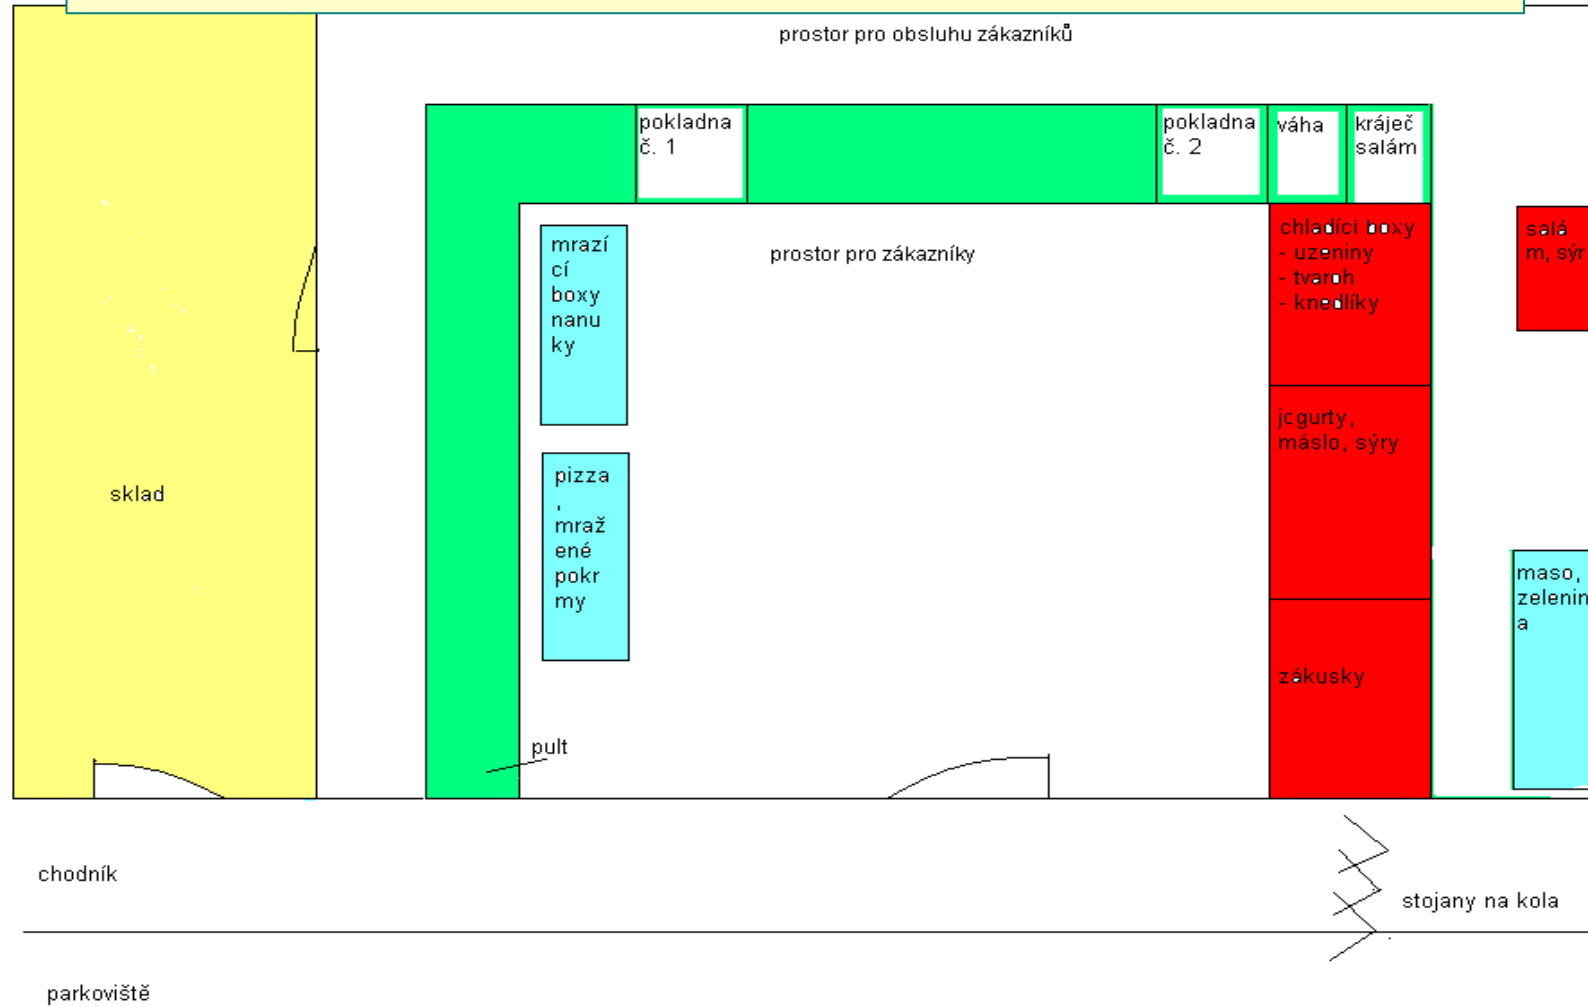 prostor pro obsluhu zákazníků
pokladna
č. 1
pokladna
č. 2
váha
kráječ
salám
mrazí
cí
boxy
nanu
ky
prostor pro zákazníky
chladíci boxy
- uzeniny
- tvaroh
- knedlíky
salá
m, sýr
jogurty,
máslo, sýry
pizza
,
mraž
ené
pokr
my
sklad
maso,
zelenin
a
zákusky
pult
chodník
stojany na kola
parkoviště